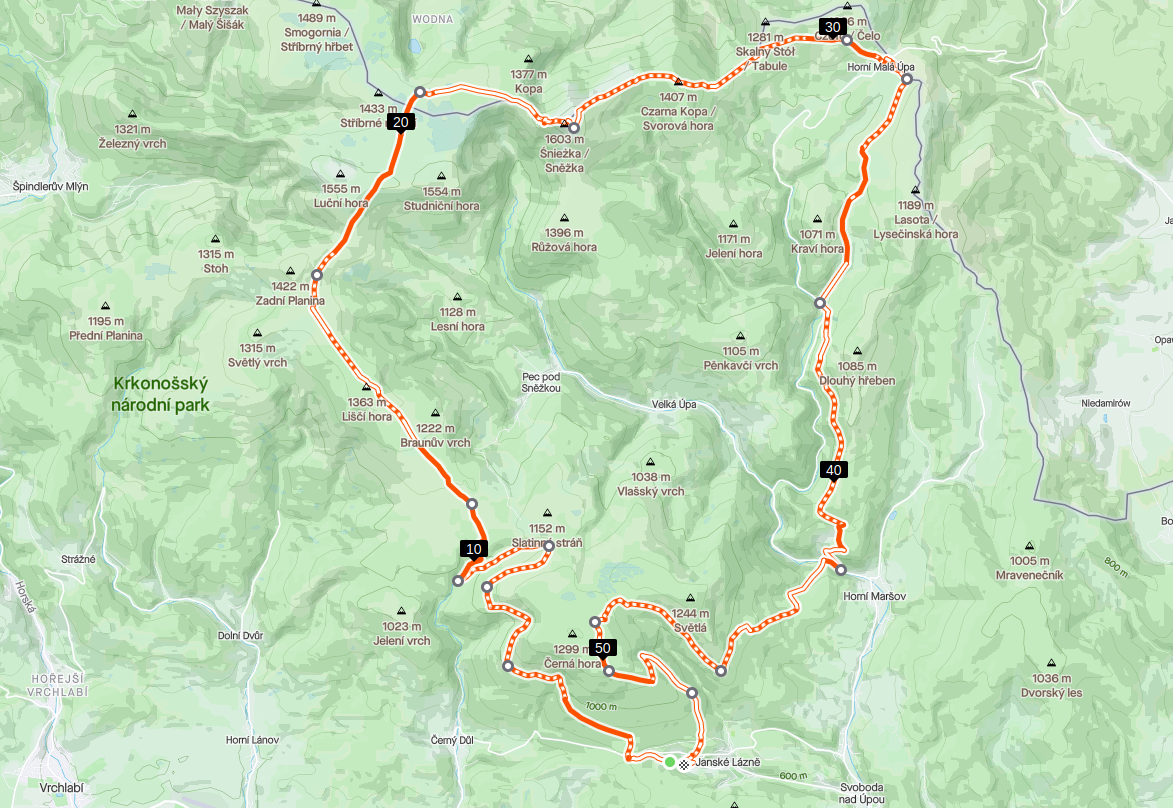 Mały Szyszak
/ Malý Šišák
1489 m
Smogornia /
Stříbrný hřbet
WODNA
1377 m
Kopa
1281 m
Skalny Stół
/ Tabule
30
6 m
Čelo
Horní Malá Úpa
1433 m
Stříbrné
20
1407 m
Czarna Kopa /
Svorová hora
1321 m
Železný vrch
1603 m
Śnieżka /
Sněžka
Špindlerův Mlýn
1555 m
Luční hora
1554 m
Studniční hora
1189 m
Lasota /
Lysečinská hora
1396 m
Růžová hora
1171 m
Jelení hora
1071 m
Kraví hora
1315 m
Stoh
1422 m
Zadní Planina
1195 m
Přední Planina
1128 m
Lesní hora
1315 m
Světlý vrch
1105 m
Pěnkavčí vrch
1085 m
Dlouhý hřeben
Opav
Krkonošský
národní park
Pec pod
Sněžkou
1363 m
Liščí hora
Velká Úpa
Niedamirów
1222 m
Braunův vrch
1038 m
Vlašský vrch
40
1152 m
Slatinná stráň
Bo
10
Strážné
1005 m
Mravenečník
800 m
Horská
Horní Maršov
1023 m
Jelení vrch
1244 m
Světlá
Dolní Dvůr
50
1299 m
Černá hora
HOŘEJŠÍ
VRCHLABÍ
1036 m
Dvorský les
1000 m
Horní Lánov
Černý Důl
Janské Lázně
600 m
Vrchlabí
Svoboda
nad Úpou